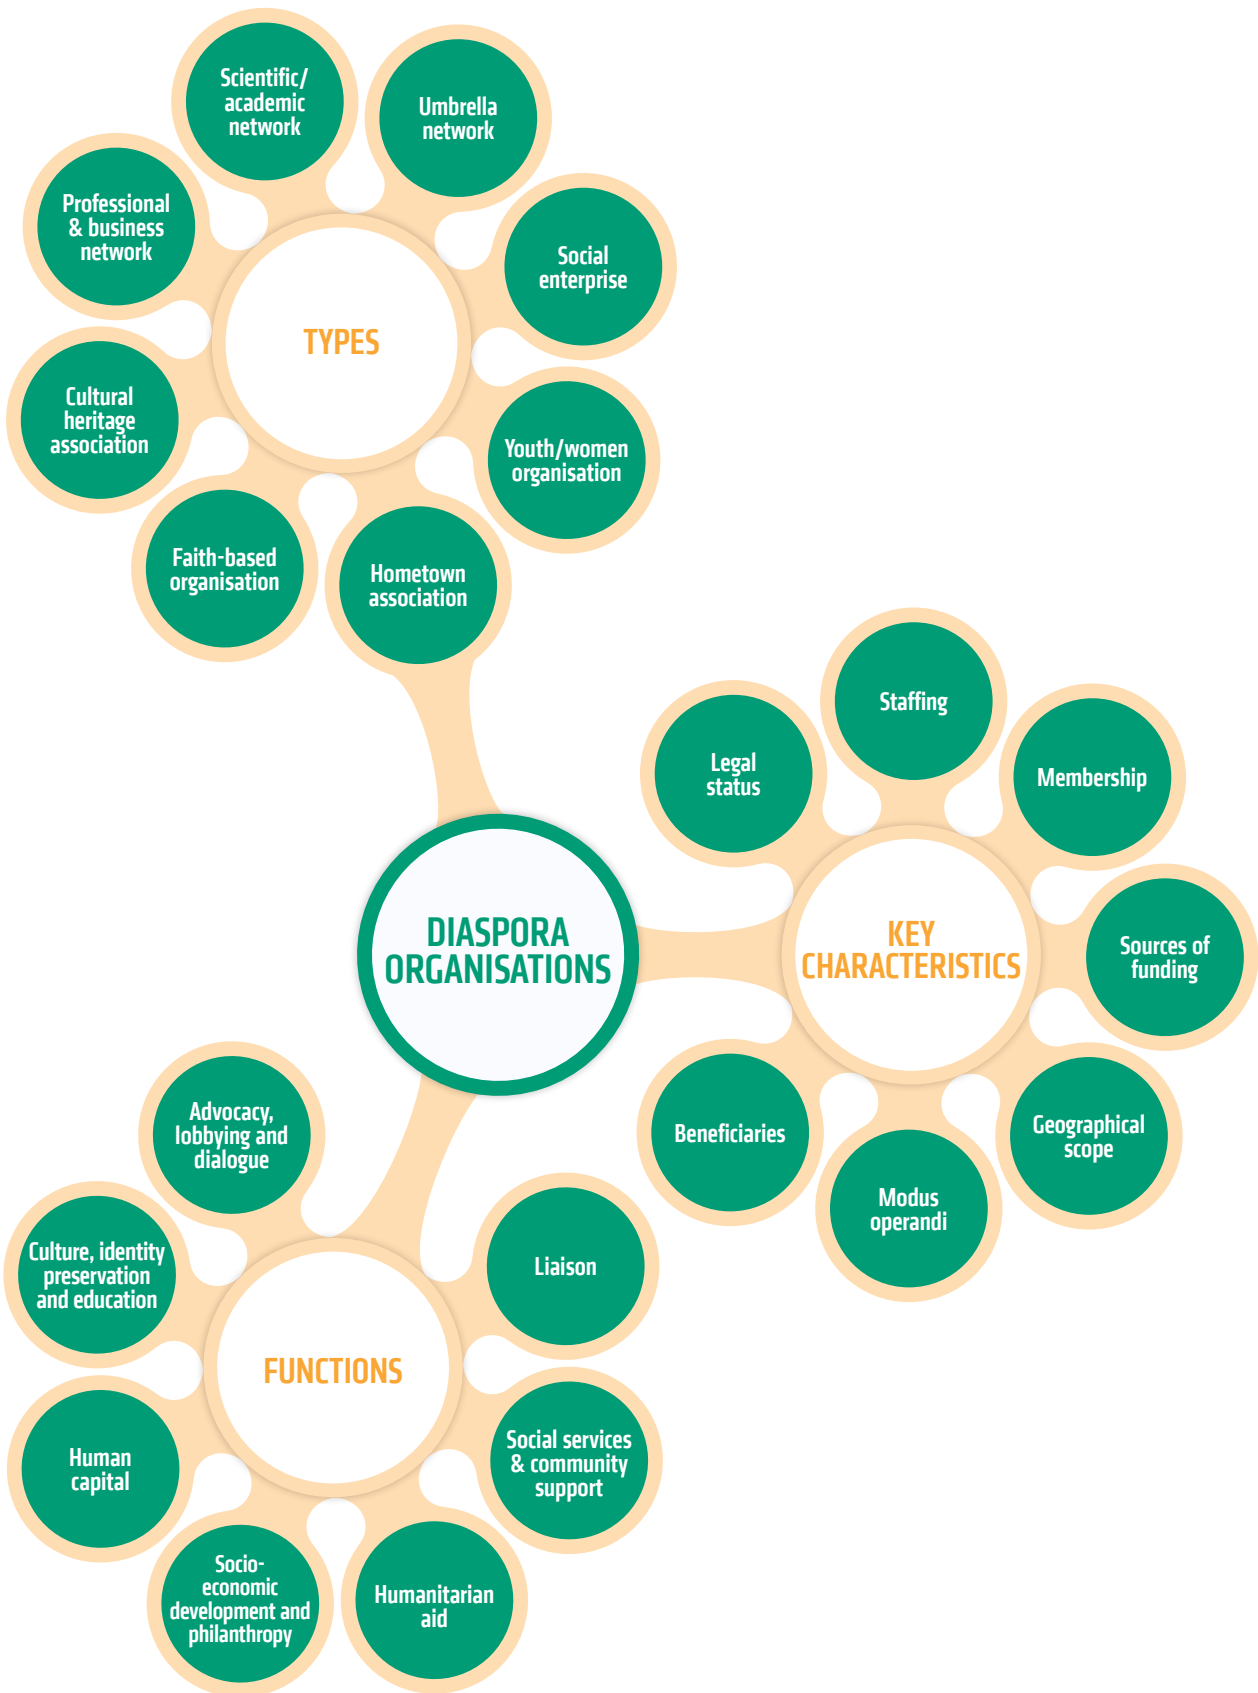 Scientific/
academic
network
Umbrella
network
Professional
& business
network
Social
enterprise
TYPES
Cultural
heritage
association
Youth/women
organisation
Faith-based
organisation
Hometown
association
Staffing
Legal
status
Membership
DIASPORA
ORGANISATIONS
KEY
CHARACTERISTICS
Sources of
funding
Beneficiaries
Geographical
scope
Modus
operandi
Advocacy,
lobbying and
dialogue
Culture, identity
preservation
and education
Liaison
FUNCTIONS
Human
capital
Social services
& community
support
Socio-
economic
development and
philanthropy
Humanitarian
aid